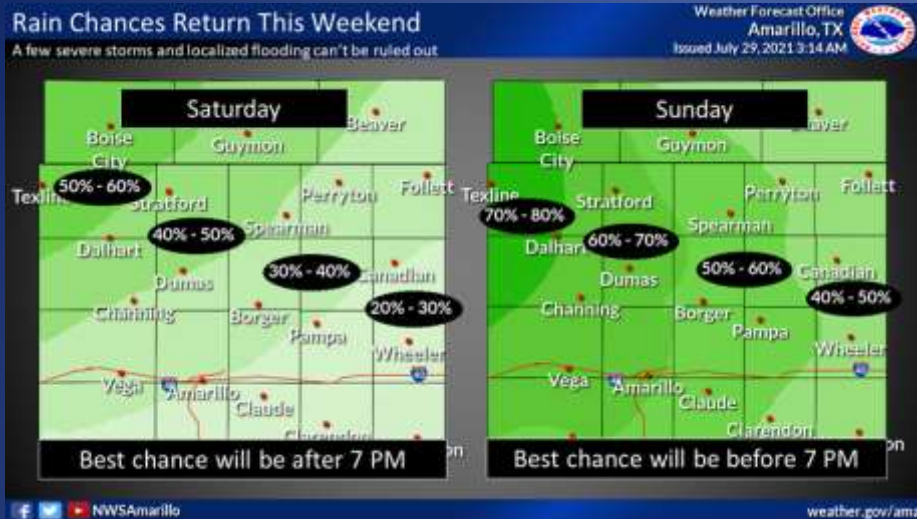 Rain Chances Return This Weekend
A few severe storms and localized flooding can't be ruled out
Weather Forecast Office
Amarillo, TX
Issued July 29, 2021 3:14 AM
Saturday
Boise
City
Guymon
Beaver
Texline
50% - 60%
Stratford
Perryton
Follett
Dalhart
40% - 50%
Spearman
Dumas
30% - 40%
Canadian
Channing
Borger
20% - 30%
Pampa
Wheeler
Vega
Amarillo
Claude
Clarendon
Best chance will be after 7 PM
Sunday
Boise
City
Guymon
Beaver
Texline
70% - 80%
Stratford
Perryton
Follett
Dalhart
60% - 70%
Spearman
Dumas
50% - 60%
Canadian
Channing
Borger
40% - 50%
Pampa
Wheeler
Vega
Amarillo
Claude
Clarendon
Best chance will be before 7 PM
NWSAmarillo
weather.gov/ama